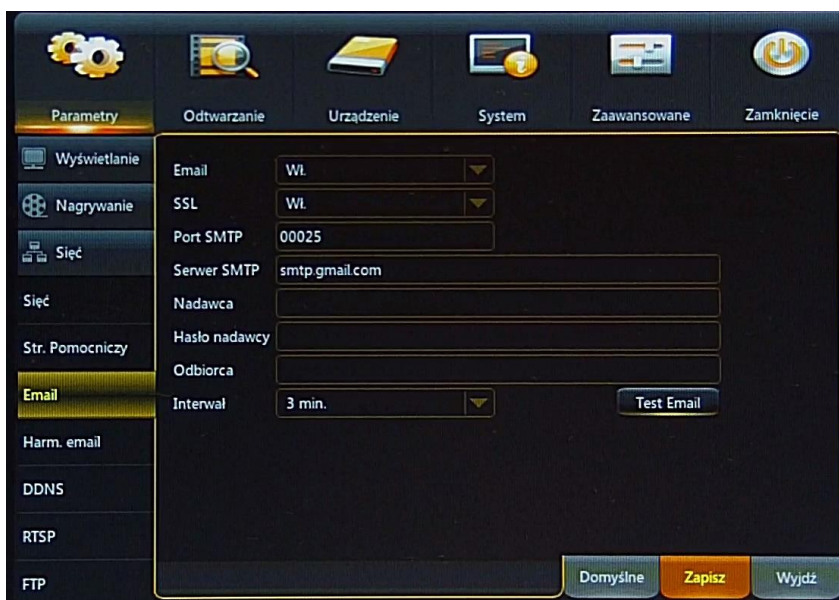 Parametry
Odtwarzanie
Urządzenie
System
Zaawansowane
Zamknięcie
Wyświetlanie
Nagrywanie
Sieć
Sięć
Str. Pomocniczy
Email
Harm. email
DDNS
RTSP
FTP
Email Wł.
SSL Wł.
Port SMTP 00025
Serwer SMTP smtp.gmail.com
Nadawca
Hasło nadawcy
Odbiorca
Interwał 3 min.
Test Email
Domyślne
Zapisz
Wyjdź